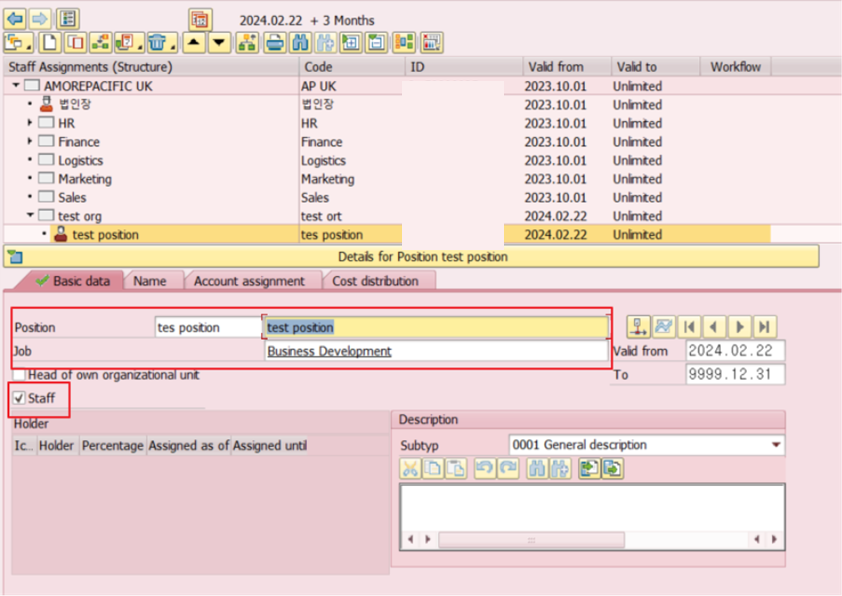 2024.02.22 + 3 Months
Staff Assignments (Structure) Code ID Valid from Valid to Workflow
AMOREPACIFIC UK AP UK 2023.10.01 Unlimited
법인장 법인장 2023.10.01 Unlimited
HR HR 2023.10.01 Unlimited
Finance Finance 2023.10.01 Unlimited
Logistics Logistics 2023.10.01 Unlimited
Marketing Marketing 2023.10.01 Unlimited
Sales Sales 2023.10.01 Unlimited
test org test ort 2024.02.22 Unlimited
test position tes position 2024.02.22 Unlimited
Details for Position test position
Basic data Name Account assignment Cost distribution
Position tes position test position
Job Business Development Valid from 2024.02.22
Head of own organizational unit To 9999.12.31
Staff
Holder Description
Ic... Holder Percentage Assigned as of Assigned until Subtyp 0001 General description